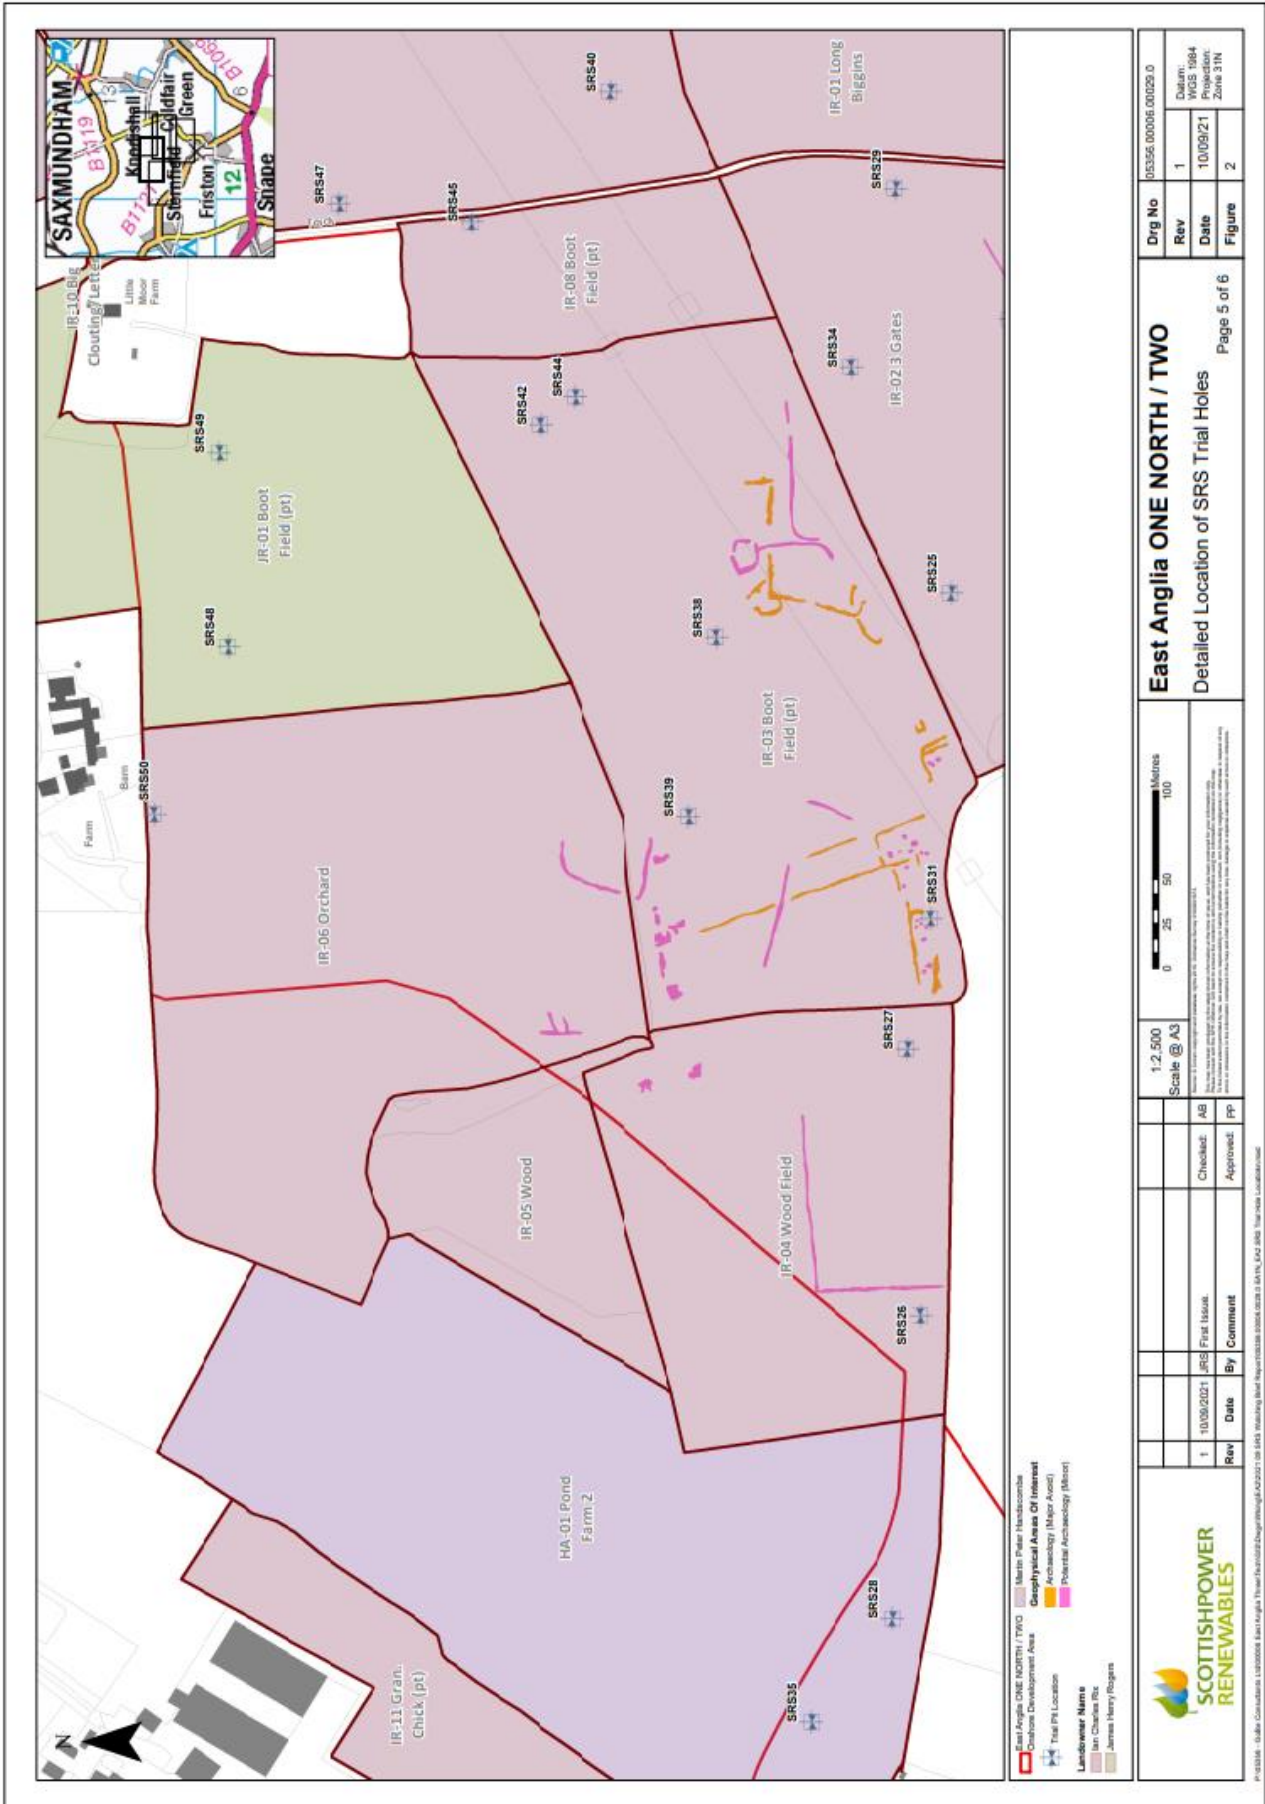 N
IR-11 Gran.
Chick (pt)
HA-01 Pond
Farm 2
SRS35
SRS28
SRS26
IR-04 Wood Field
IR-05 Wood
SRS27
IR-06 Orchard
Farm
Barn
SRS50
SRS39
SRS31
IR-03 Boot
Field (pt)
SRS38
SRS25
SRS48
JR-01 Boot
Field (pt)
SRS49
SRS42
SRS44
SRS34
IR-02 3 Gates
IR-10 Big
Clouting/Letter
Little
Moor
Farm
IR-08 Boot
Field (pt)
SRS45
SRS47
SRS29
SRS40
IR-01 Long
Biggins
SAXMUNDHAM
B1119
13
Knodishall
B1121
Sternfield
Coldfair
Green
Friston
12
Snape
6
B1069
East Anglia ONE NORTH / TWO
Onshore Development Area
Trial Pit Location
Landowner Name
Ian Charles Rix
James Henry Rogers
Martin Peter Handscombe
Geophysical Areas Of Interest
Archaeology (Major Avoid)
Potential Archaeology (Minor)
SCOTTISHPOWER
RENEWABLES
1 10/09/2021 JRS First Issue.
Rev Date By Comment
Checked: AB
Approved: PP
1:2,500
Scale @ A3
0 25 50 100
Metres
East Anglia ONE NORTH / TWO
Detailed Location of SRS Trial Holes
Page 5 of 6
Drg No 05356.00006.00029.0
Rev 1
Date 10/09/21
Figure 2
Datum:
WGS 1984
Projection:
Zone 31N